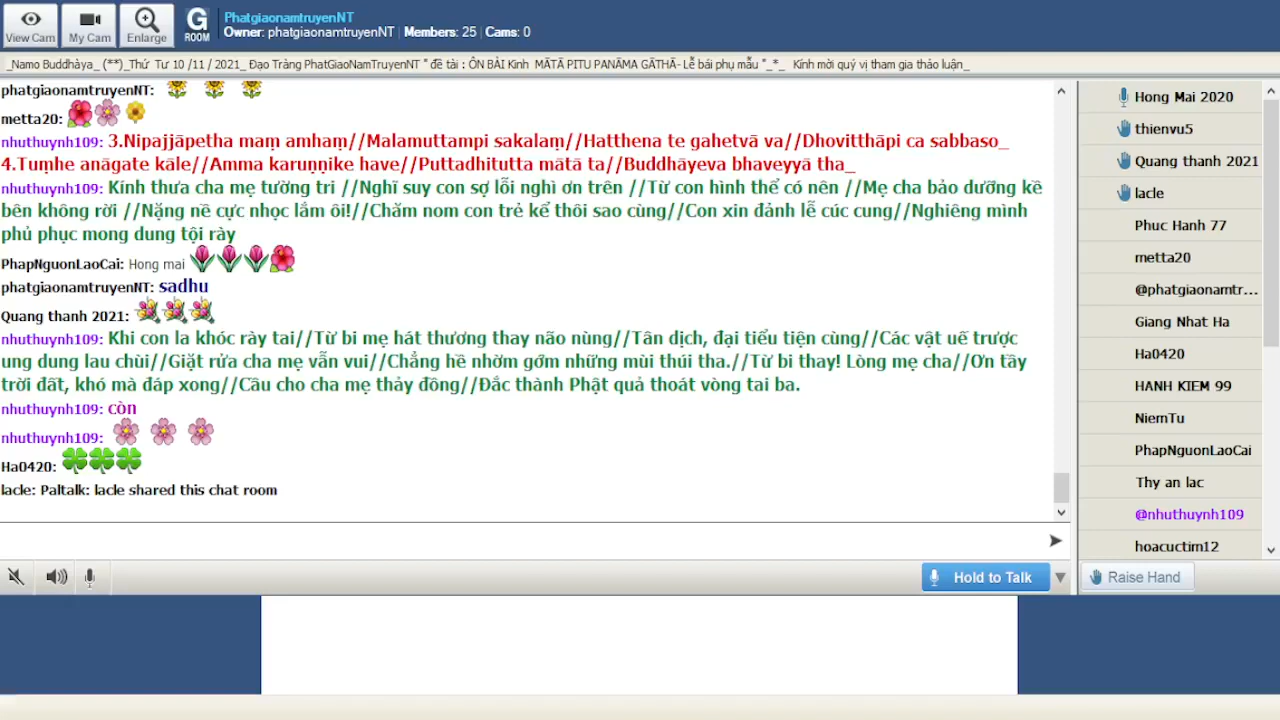 View Cam
My Cam
Enlarge
G
ROOM
PhatgiaonamtruyenNT
Owner: phatgiaonamtruyenNT | Members: 25 | Cams: 0
_Namo Buddhàya_ (**)_Thứ Tư 10 /11 / 2021_ Đạo Tràng PhatGiaoNamTruyenNT " đề tài : ÔN BÀI Kinh MĀTĀ PITU PANĀMA GĀTHĀ- Lễ bái phụ mẫu "_*_ Kính mời quý vị tham gia thảo luận_
phatgiaonamtruyenNT:
metta20:
nhuthuynh109: 3.Nipajjāpetha maṃ amhaṃ//Malamuttampi sakalaṃ//Hatthena te gahetvā va//Dhovitthāpi ca sabbaso_
4.Tuṃhe anāgate kāle//Amma karuṇṇike have//Puttadhitutta mātā ta//Buddhāyeva bhaveyyā tha_
nhuthuynh109: Kính thưa cha mẹ tường tri //Nghĩ suy con sợ lỗi nghì ơn trên //Từ con hình thể có nên //Mẹ cha bảo dưỡng kề
bên không rời //Nặng nề cực nhọc lắm ôi!//Chăm nom con trẻ kể thôi sao cùng//Con xin đảnh lễ cúc cung//Nghiêng mình
phủ phục mong dung tội rày
PhapNguonLaoCai: Hong mai
phatgiaonamtruyenNT: sadhu
Quang thanh 2021:
nhuthuynh109: Khi con la khóc rày tai//Từ bi mẹ hát thương thay não nùng//Tân dịch, đại tiểu tiện cùng//Các vật uế trược
ung dung lau chùi//Giặt rửa cha mẹ vẫn vui//Chẳng hề nhờm gớm những mùi thúi tha.//Từ bi thay! Lòng mẹ cha//Ơn tầy
trời đất, khó mà đáp xong//Cầu cho cha mẹ thảy đồng//Đắc thành Phật quả thoát vòng tai ba.
nhuthuynh109: còn
nhuthuynh109:
Ha0420:
lacle: Paltalk: lacle shared this chat room
Hold to Talk
Hong Mai 2020
thienvu5
Quang thanh 2021
lacle
Phuc Hanh 77
metta20
@phatgiaonamtr...
Giang Nhat Ha
Ha0420
HANH KIEM 99
NiemTu
PhapNguonLaoCai
Thy an lac
@nhuthuynh109
hoacuctim12
Raise Hand